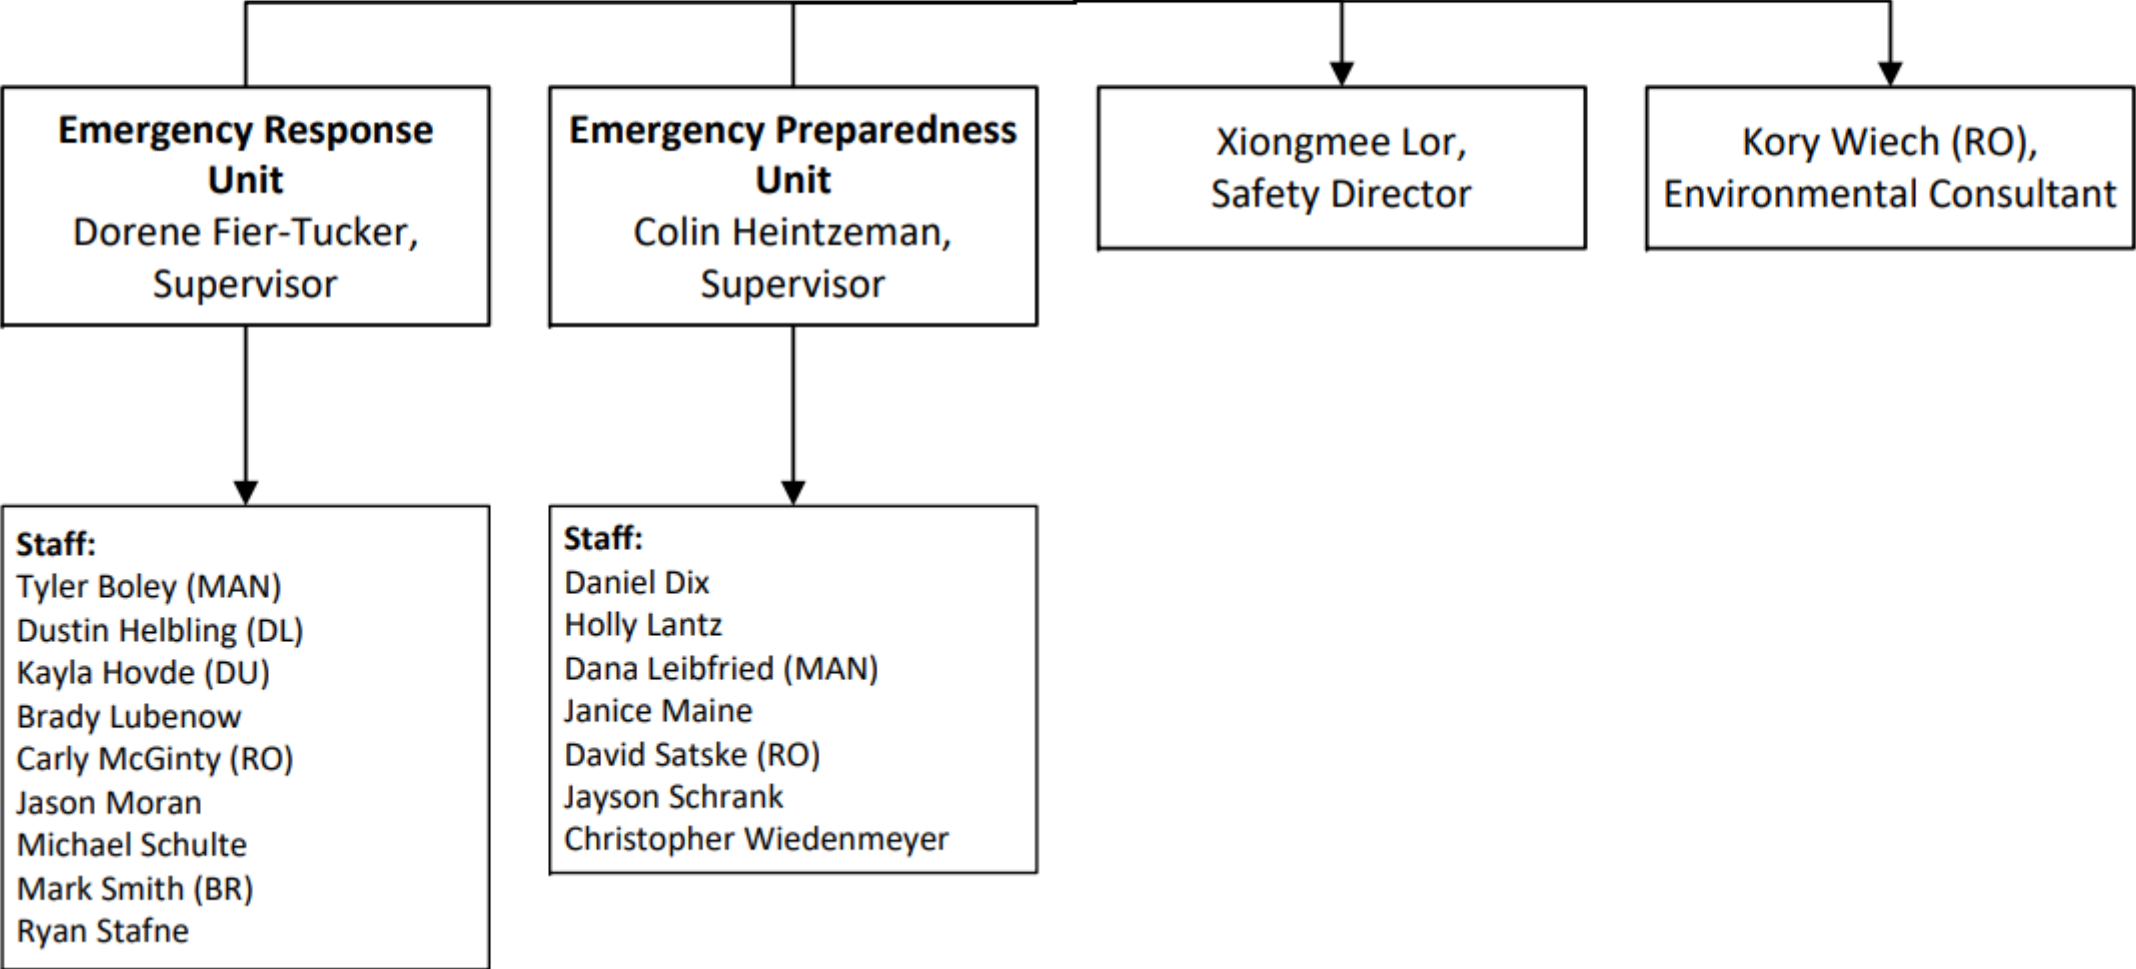 Emergency Response
Unit
Dorene Fier-Tucker,
Supervisor
Emergency Preparedness
Unit
Colin Heintzeman,
Supervisor
Xiongmee Lor,
Safety Director
Kory Wiech (RO),
Environmental Consultant
Staff:
Tyler Boley (MAN)
Dustin Helbling (DL)
Kayla Hovde (DU)
Brady Lubenow
Carly McGinty (RO)
Jason Moran
Michael Schulte
Mark Smith (BR)
Ryan Stafne
Staff:
Daniel Dix
Holly Lantz
Dana Leibfried (MAN)
Janice Maine
David Satske (RO)
Jayson Schrank
Christopher Wiedenmeyer